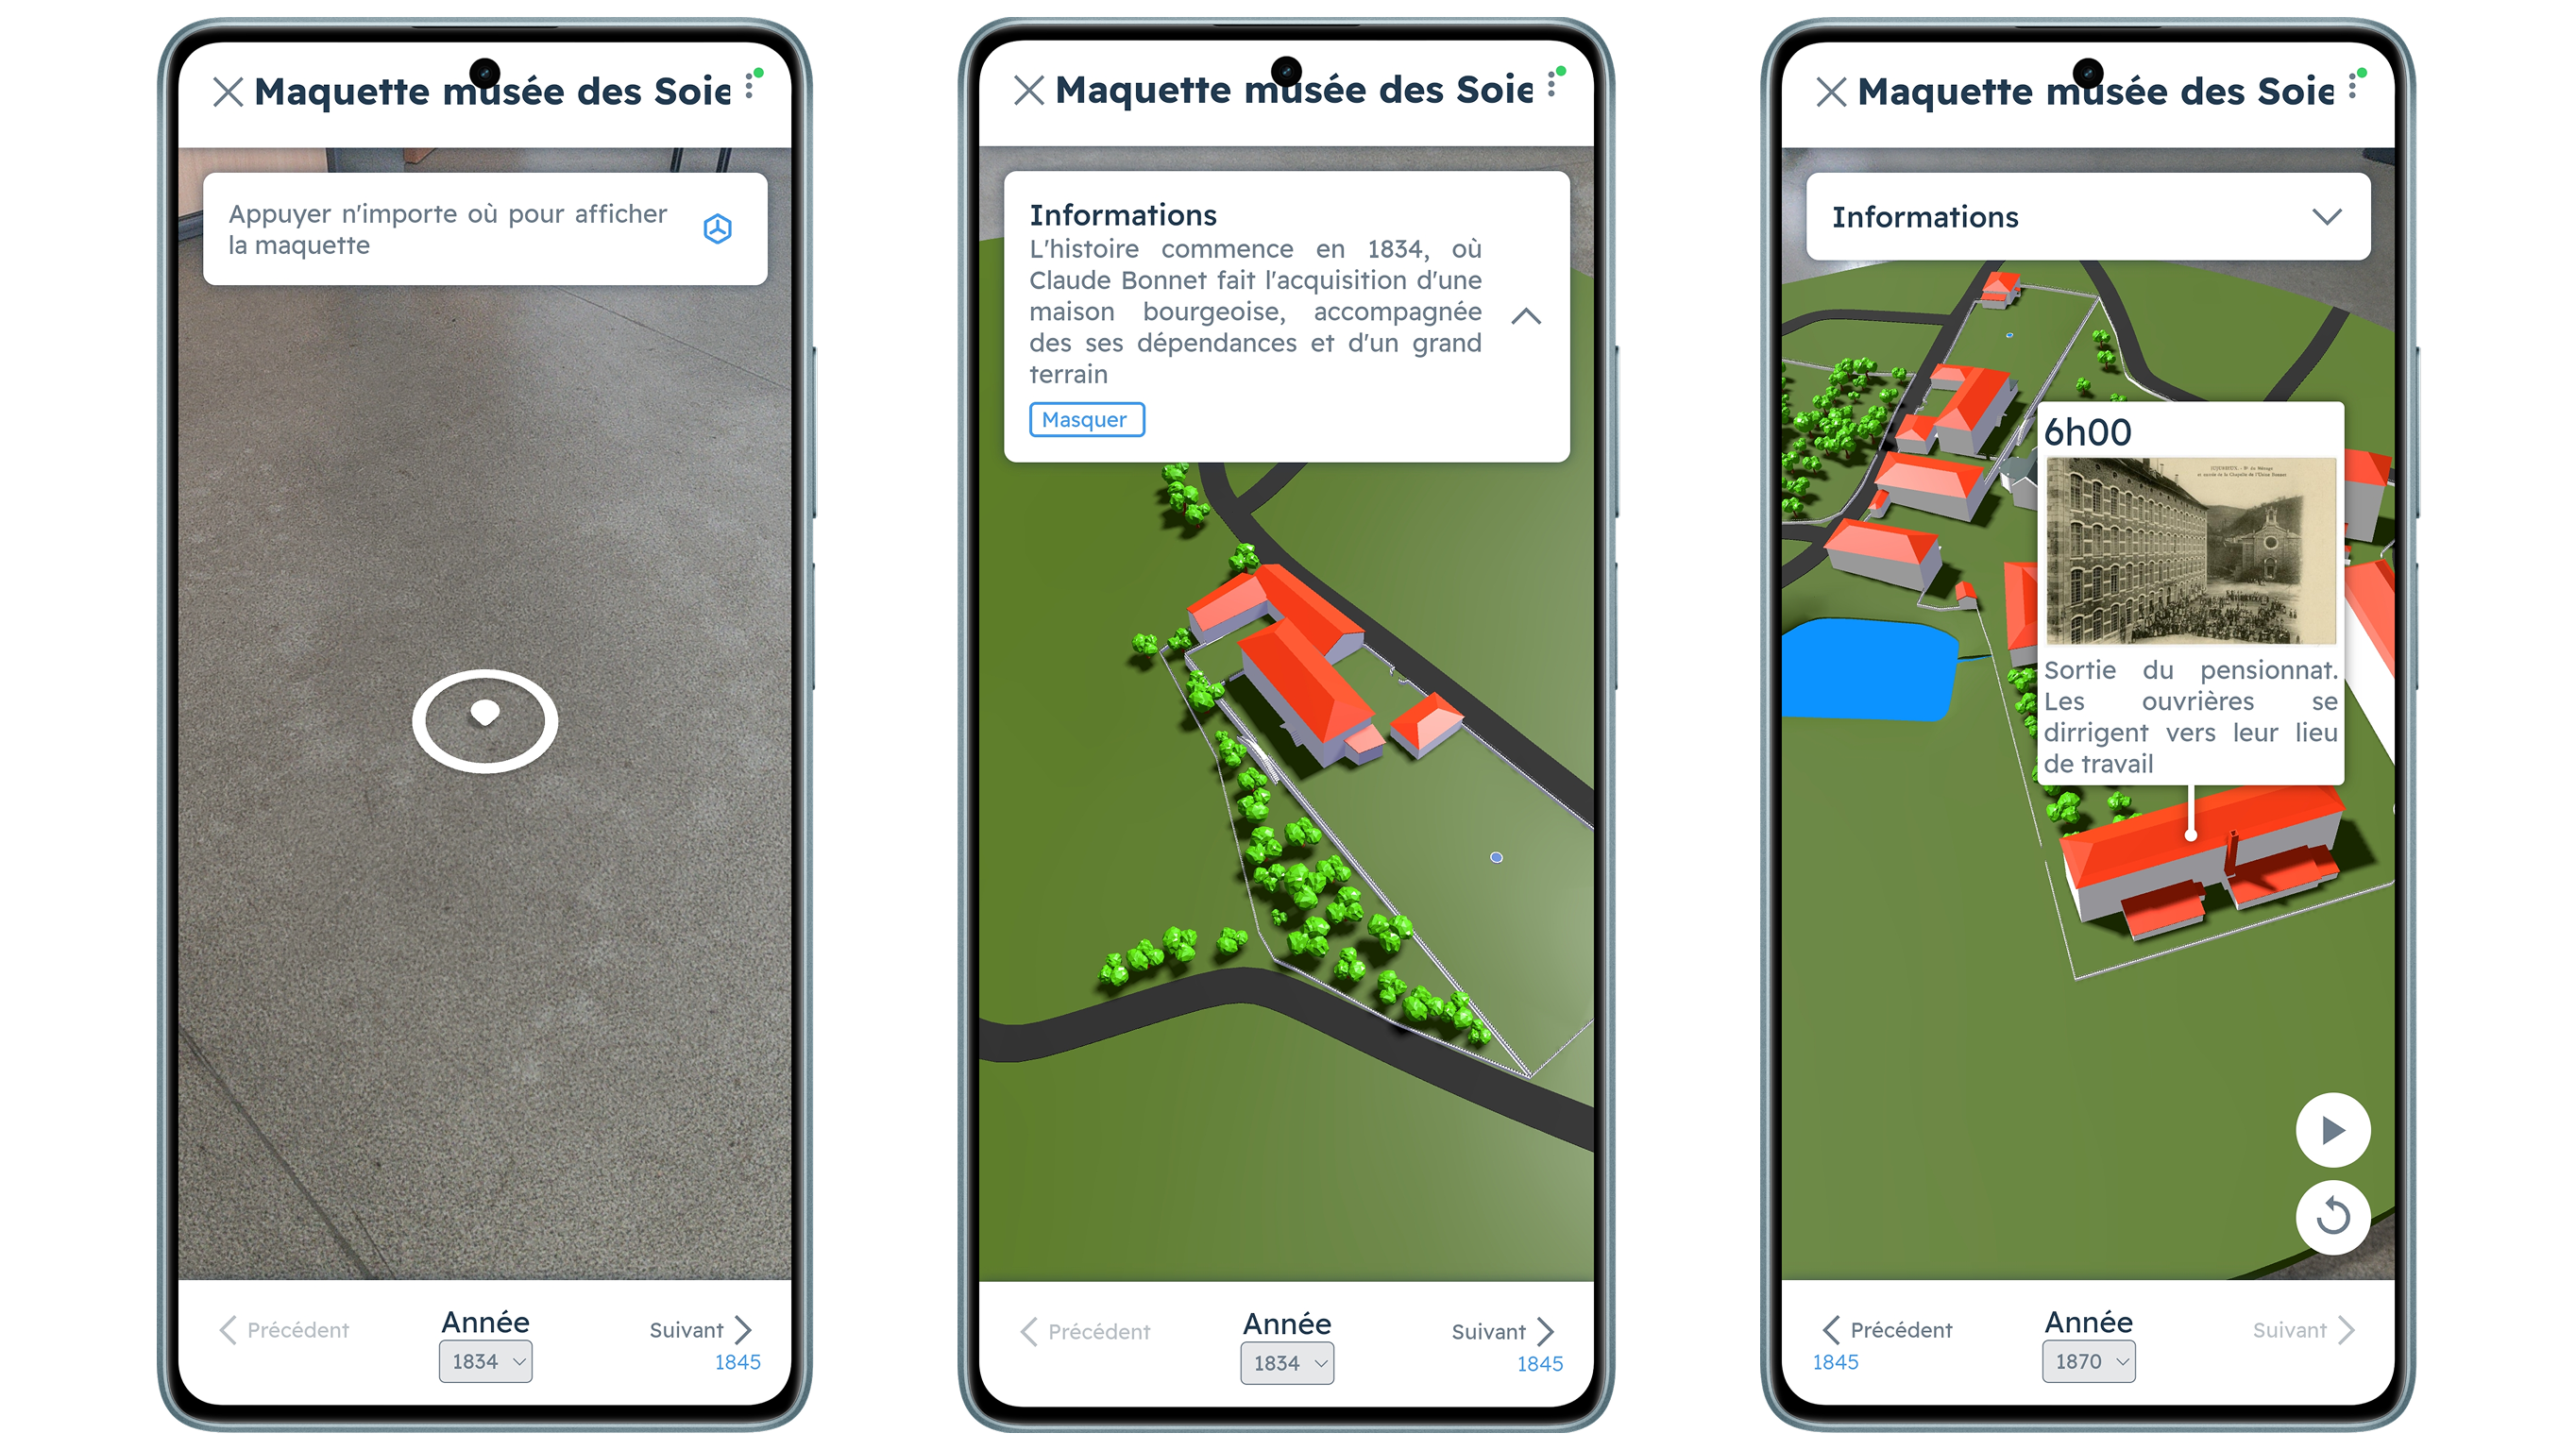 Maquette musée des Soie
Appuyer n'importe où pour afficher
la maquette
Précédent
Année
1834
Suivant
1845
Maquette musée des Soie
Informations
L'histoire commence en 1834, où
Claude Bonnet fait l'acquisition d'une
maison bourgeoise, accompagnée
des ses dépendances et d'un grand
terrain
Masquer
Précédent
Année
1834
Suivant
1845
Maquette musée des Soie
Informations
6h00
Sortie du pensionnat.
Les ouvrières se
dirrigent vers leur lieu
de travail
Précédent
1845
Année
1870
Suivant